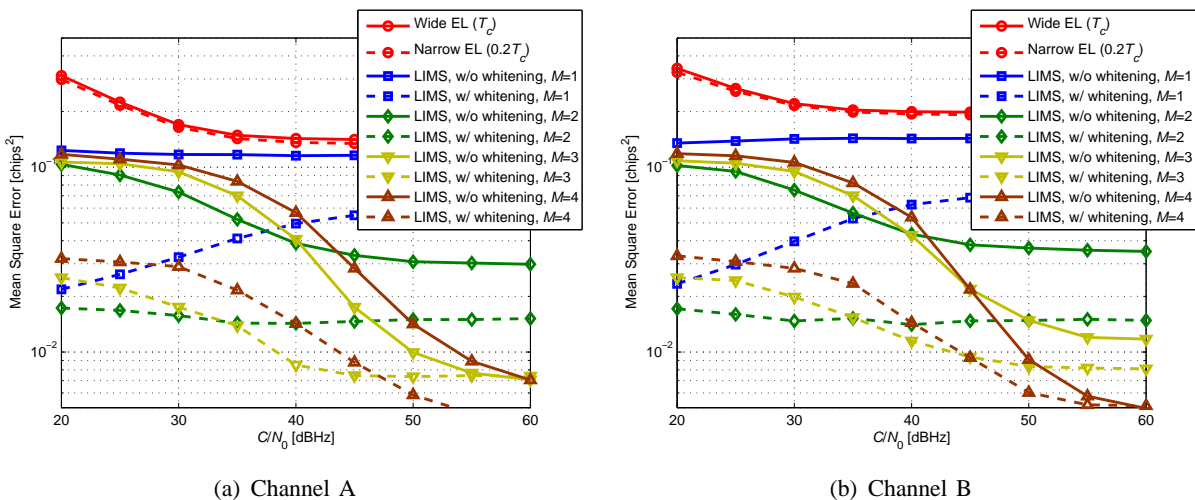 Wide EL (Tc)
Narrow EL (0.2Tc)
LIMS, w/o whitening, M=1
LIMS, w/ whitening, M=1
LIMS, w/o whitening, M=2
LIMS, w/ whitening, M=2
LIMS, w/o whitening, M=3
LIMS, w/ whitening, M=3
LIMS, w/o whitening, M=4
LIMS, w/ whitening, M=4
Mean Square Error [chips²]
10⁻¹
10⁻²
20 30 40 50 60
C/N₀ [dBHz]
(a) Channel A
Wide EL (Tc)
Narrow EL (0.2Tc)
LIMS, w/o whitening, M=1
LIMS, w/ whitening, M=1
LIMS, w/o whitening, M=2
LIMS, w/ whitening, M=2
LIMS, w/o whitening, M=3
LIMS, w/ whitening, M=3
LIMS, w/o whitening, M=4
LIMS, w/ whitening, M=4
Mean Square Error [chips²]
10⁻¹
10⁻²
20 30 40 50 60
C/N₀ [dBHz]
(b) Channel B